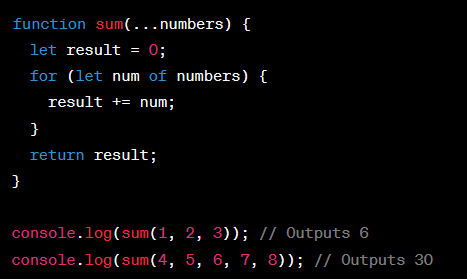 function sum(...numbers) {
  let result = 0;
  for (let num of numbers) {
    result += num;
  }
  return result;
}

console.log(sum(1, 2, 3)); // Outputs 6
console.log(sum(4, 5, 6, 7, 8)); // Outputs 30